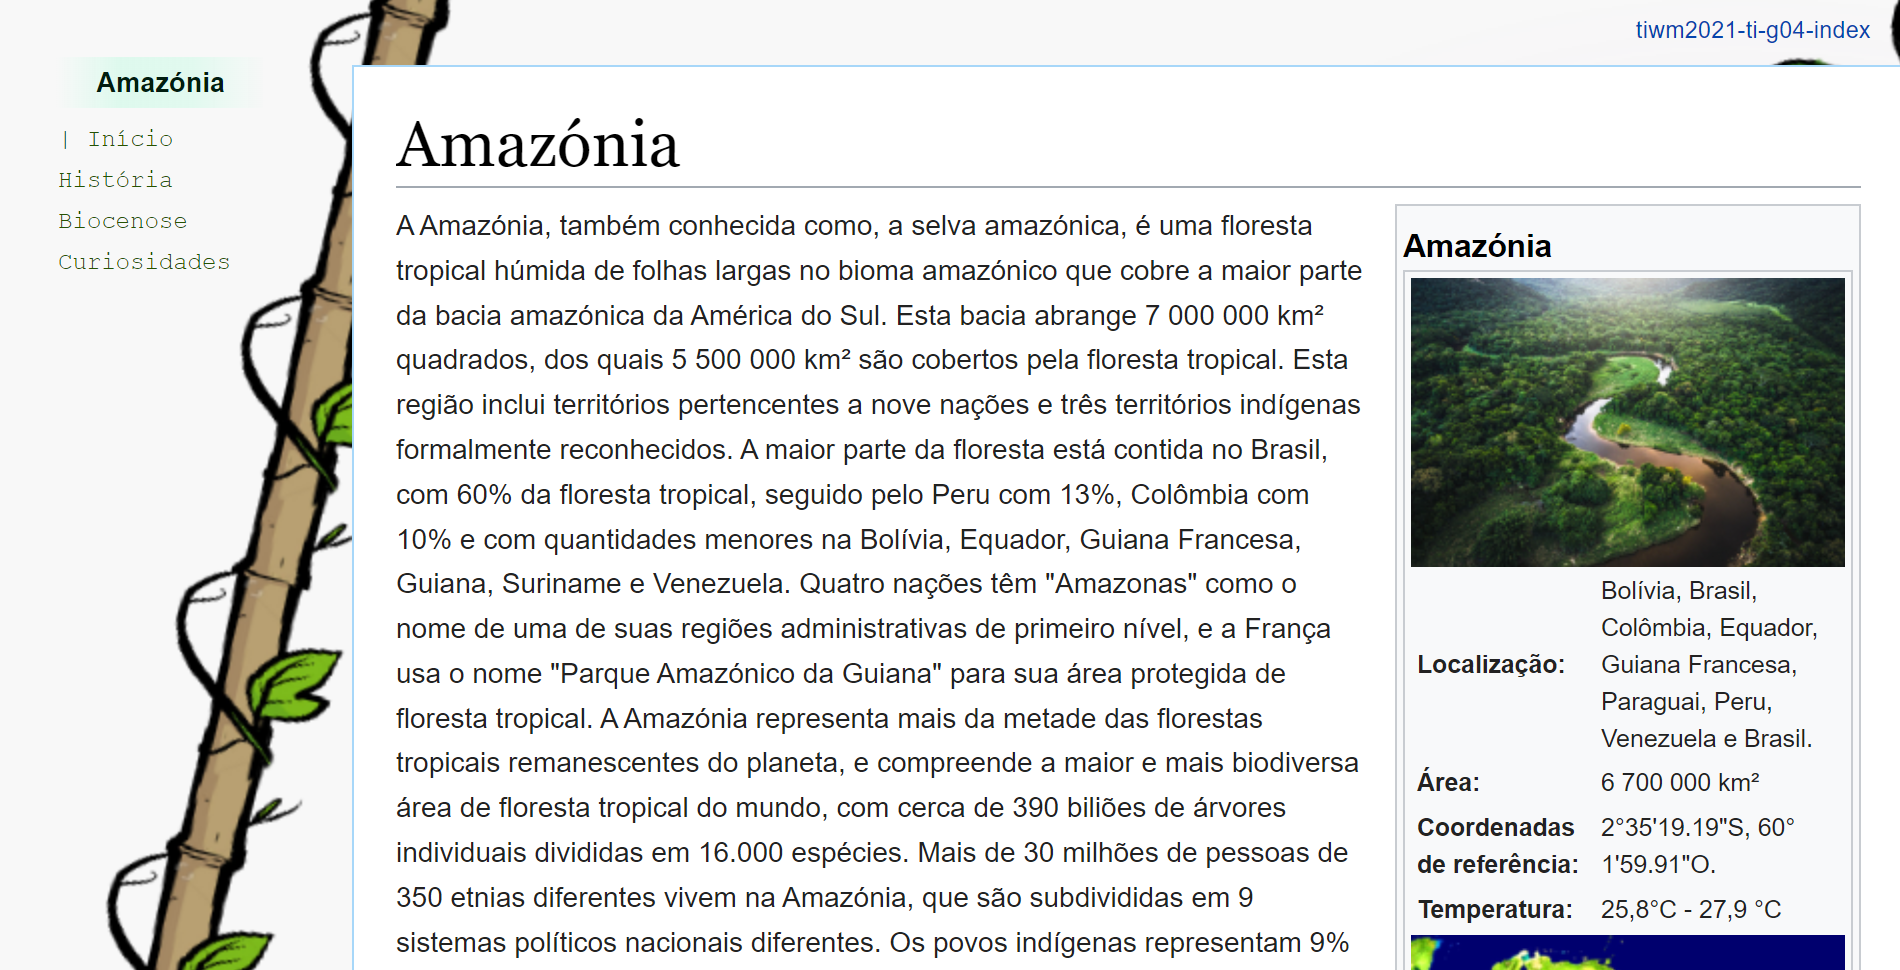 tiwm2021-ti-g04-index
Amazónia
| Início
História
Biocenose
Curiosidades
Amazónia
A Amazónia, também conhecida como, a selva amazónica, é uma floresta
tropical húmida de folhas largas no bioma amazónico que cobre a maior parte
da bacia amazónica da América do Sul. Esta bacia abrange 7 000 000 km²
quadrados, dos quais 5 500 000 km² são cobertos pela floresta tropical. Esta
região inclui territórios pertencentes a nove nações e três territórios indígenas
formalmente reconhecidos. A maior parte da floresta está contida no Brasil,
com 60% da floresta tropical, seguido pelo Peru com 13%, Colômbia com
10% e com quantidades menores na Bolívia, Equador, Guiana Francesa,
Guiana, Suriname e Venezuela. Quatro nações têm "Amazonas" como o
nome de uma de suas regiões administrativas de primeiro nível, e a França
usa o nome "Parque Amazónico da Guiana" para sua área protegida de
floresta tropical. A Amazónia representa mais da metade das florestas
tropicais remanescentes do planeta, e compreende a maior e mais biodiversa
área de floresta tropical do mundo, com cerca de 390 biliões de árvores
individuais divididas em 16.000 espécies. Mais de 30 milhões de pessoas de
350 etnias diferentes vivem na Amazónia, que são subdivididas em 9
sistemas políticos nacionais diferentes. Os povos indígenas representam 9%
Amazónia
Bolívia, Brasil,
Colômbia, Equador,
Localização: Guiana Francesa,
Paraguai, Peru,
Venezuela e Brasil.
Área: 6 700 000 km²
Coordenadas 2°35'19.19"S, 60°
de referência: 1'59.91"O.
Temperatura: 25,8°C - 27,9 °C